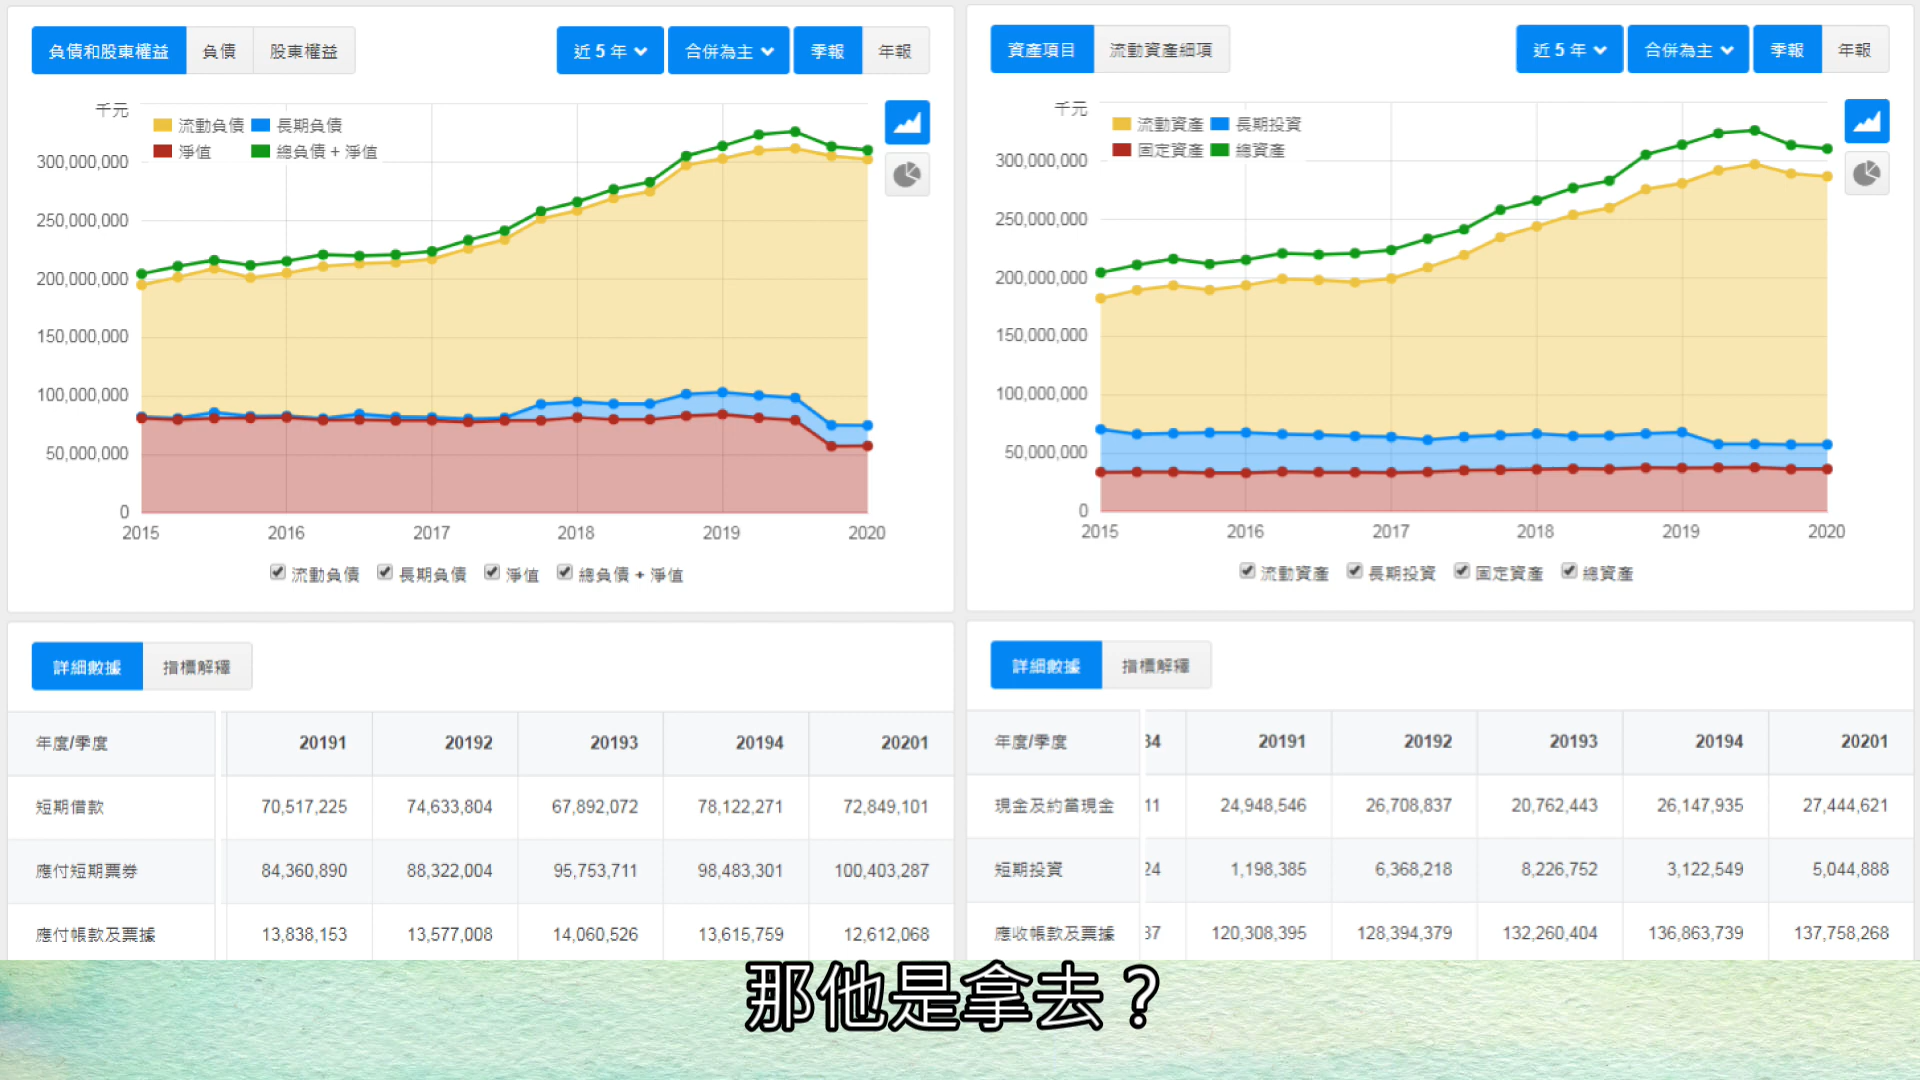 負債和股東權益 負債 股東權益 近 5 年 合併為主 季報 年報
千元
流動負債 長期負債
淨值 總負債 + 淨值
300,000,000
250,000,000
200,000,000
150,000,000
100,000,000
50,000,000
0
2015 2016 2017 2018 2019 2020
流動負債 長期負債 淨值 總負債 + 淨值
資產項目 流動資產細項 近 5 年 合併為主 季報 年報
千元
流動資產 長期投資
固定資產 總資產
300,000,000
250,000,000
200,000,000
150,000,000
100,000,000
50,000,000
0
2015 2016 2017 2018 2019 2020
流動資產 長期投資 固定資產 總資產
詳細數據 指標解釋
年度/季度 20191 20192 20193 20194 20201
短期借款 70,517,225 74,633,804 67,892,072 78,122,271 72,849,101
應付短期票券 84,360,890 88,322,004 95,753,711 98,483,301 100,403,287
應付帳款及票據 13,838,153 13,577,008 14,060,526 13,615,759 12,612,068
詳細數據 指標解釋
年度/季度 34 20191 20192 20193 20194 20201
現金及約當現金 11 24,948,546 26,708,837 20,762,443 26,147,935 27,444,621
短期投資 24 1,198,385 6,368,218 8,226,752 3,122,549 5,044,888
應收帳款及票據 37 120,308,395 128,394,379 132,260,404 136,863,739 137,758,268
那他是拿去？